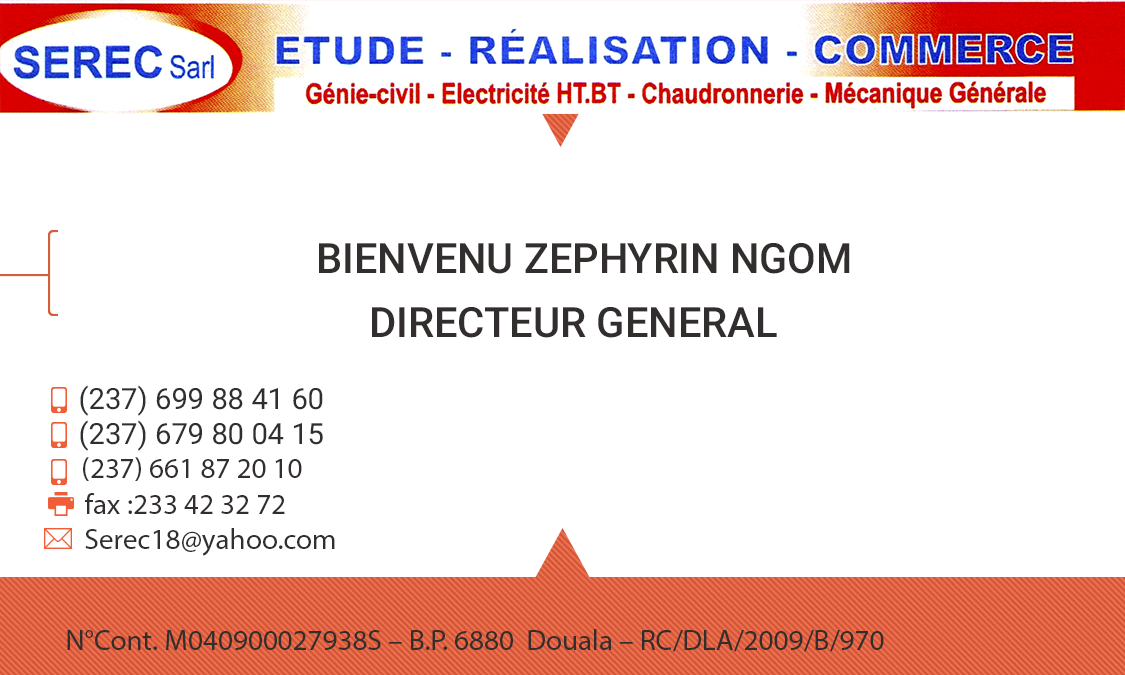 SEREC Sarl
ETUDE - RÉALISATION - COMMERCE
Génie-civil - Electricité HT.BT - Chaudronnerie - Mécanique Générale
BIENVENU ZEPHYRIN NGOM
DIRECTEUR GENERAL
(237) 699 88 41 60
(237) 679 80 04 15
(237) 661 87 20 10
fax :233 42 32 72
Serec18@yahoo.com
N°Cont. M040900027938S – B.P. 6880 Douala – RC/DLA/2009/B/970